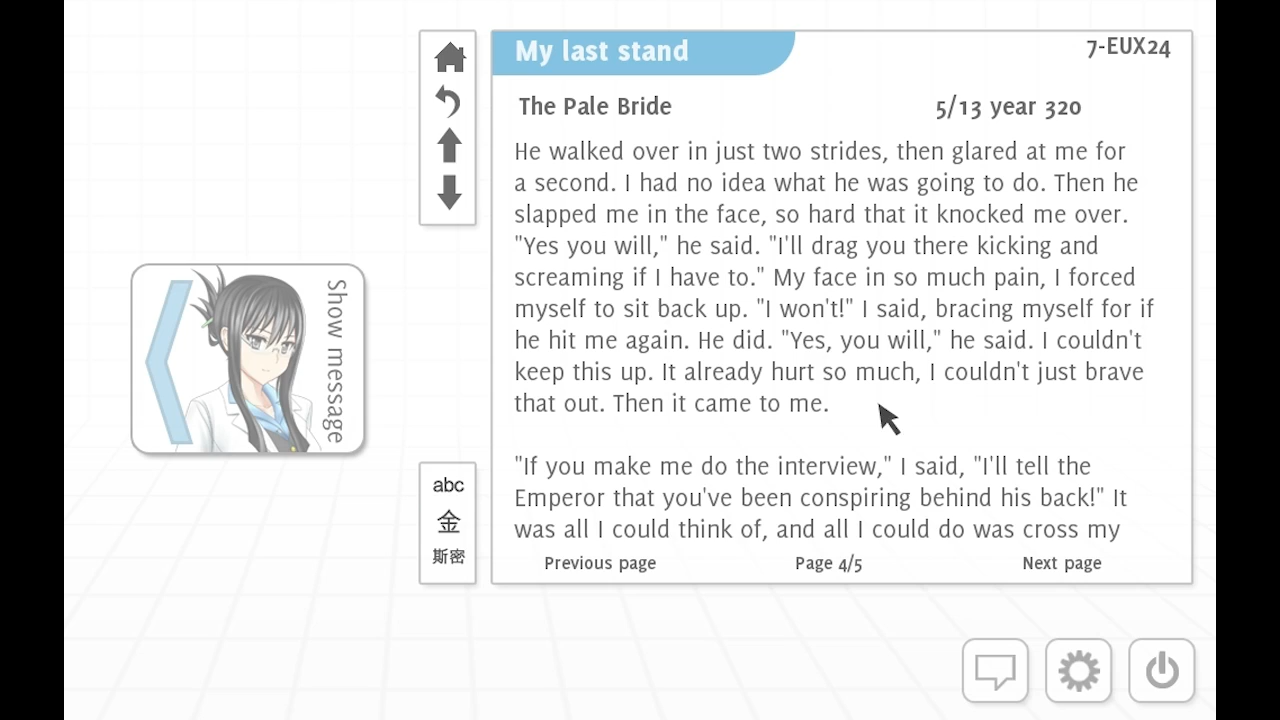 My last stand
7-EUX24
The Pale Bride
5/13 year 320
He walked over in just two strides, then glared at me for
a second. I had no idea what he was going to do. Then he
slapped me in the face, so hard that it knocked me over.
"Yes you will," he said. "I'll drag you there kicking and
screaming if I have to." My face in so much pain, I forced
myself to sit back up. "I won't!" I said, bracing myself for if
he hit me again. He did. "Yes, you will," he said. I couldn't
keep this up. It already hurt so much, I couldn't just brave
that out. Then it came to me.
"If you make me do the interview," I said, "I'll tell the
Emperor that you've been conspiring behind his back!" It
was all I could think of, and all I could do was cross my
Previous page
Page 4/5
Next page
Show message
abc
金
斯密